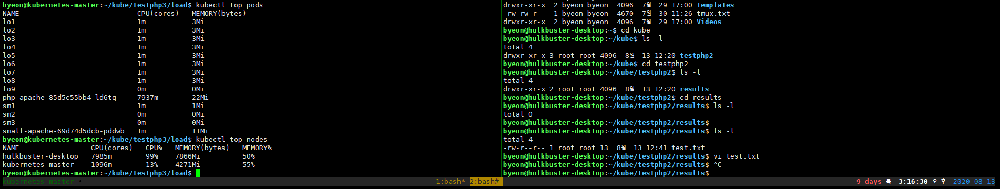 byeon@kubernetes-master:~/kube/testphp3/load$ kubectl top pods
NAME CPU(cores) MEMORY(bytes)
lo1 1m 3Mi
lo2 1m 3Mi
lo3 1m 3Mi
lo4 1m 3Mi
lo5 1m 3Mi
lo6 1m 3Mi
lo7 1m 3Mi
lo8 1m 3Mi
lo9 0m 0Mi
php-apache-85d5c55bb4-ld6tq 7937m 22Mi
sm1 1m 1Mi
sm2 0m 0Mi
sm3 0m 0Mi
small-apache-69d74d5dcb-pddwb 1m 11Mi
byeon@kubernetes-master:~/kube/testphp3/load$ kubectl top nodes
NAME CPU(cores) CPU% MEMORY(bytes) MEMORY%
hulkbuster-desktop 7985m 99% 7866Mi 50%
kubernetes-master 1096m 13% 4271Mi 55%
byeon@kubernetes-master:~/kube/testphp3/load$
drwxr-xr-x 2 byeon byeon 4096 7월 29 17:00 Templates
-rw-rw-r-- 1 byeon byeon 4670 7월 30 11:26 tmux.txt
drwxr-xr-x 2 byeon byeon 4096 7월 29 17:00 Videos
byeon@hulkbuster-desktop:~$ cd kube
byeon@hulkbuster-desktop:~/kube$ ls -l
total 4
drwxr-xr-x 3 root root 4096 8월 13 12:20 testphp2
byeon@hulkbuster-desktop:~/kube$ cd testphp2
byeon@hulkbuster-desktop:~/kube/testphp2$ ls -l
total 4
drwxr-xr-x 2 root root 4096 8월 13 12:20 results
byeon@hulkbuster-desktop:~/kube/testphp2$ cd results
byeon@hulkbuster-desktop:~/kube/testphp2/results$ ls -l
total 0
byeon@hulkbuster-desktop:~/kube/testphp2/results$
byeon@hulkbuster-desktop:~/kube/testphp2/results$ ls -l
total 4
-rw-r--r-- 1 root root 13 8월 13 12:41 test.txt
byeon@hulkbuster-desktop:~/kube/testphp2/results$ vi test.txt
byeon@hulkbuster-desktop:~/kube/testphp2/results$ ^C
byeon@hulkbuster-desktop:~/kube/testphp2/results$
kubernetes-master • 1:bash* 2:bash#- 9 days 목 3:16:30 오후 2020-08-13